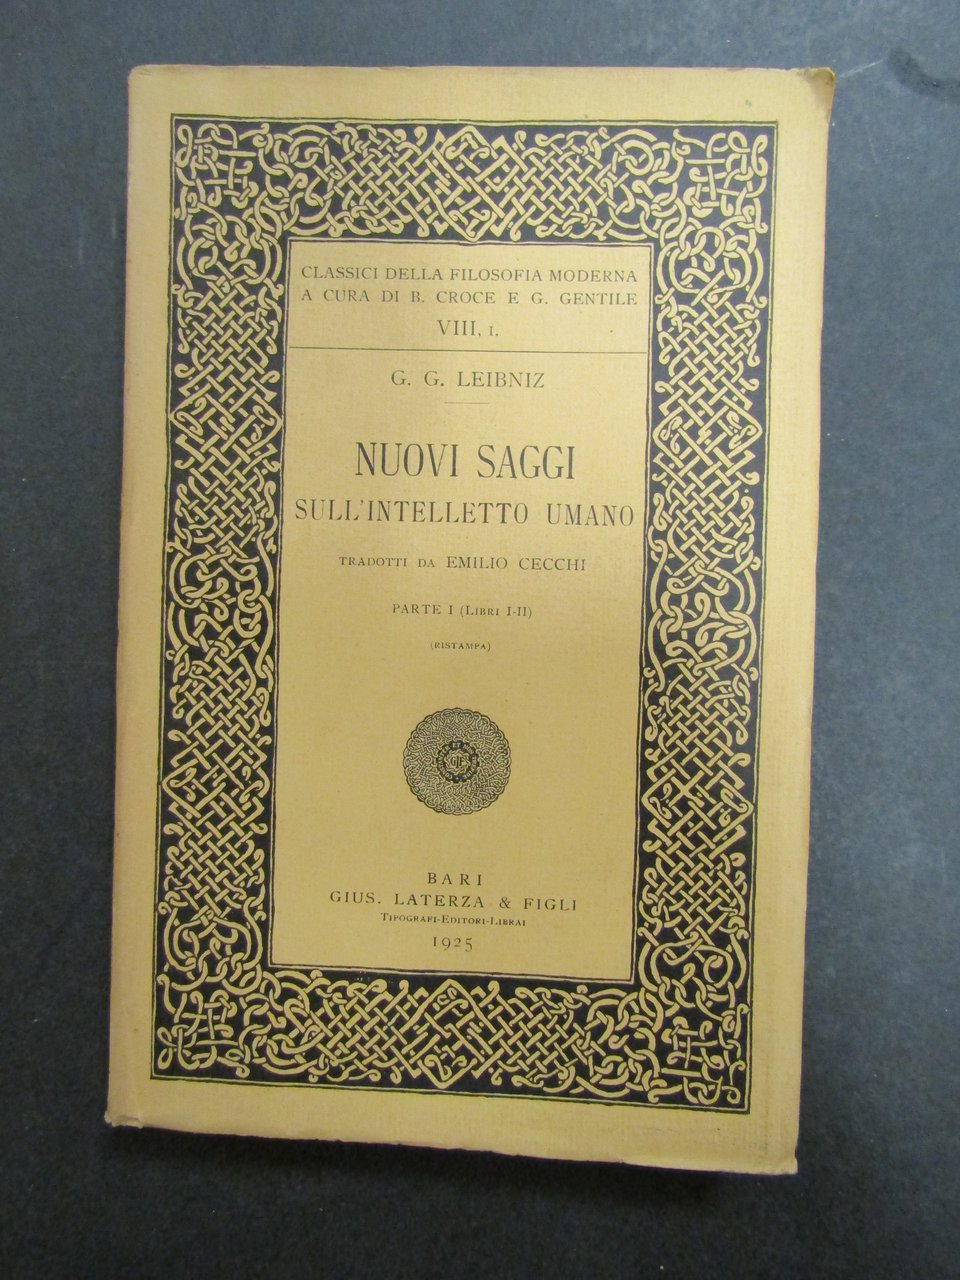 CLASSICI DELLA FILOSOFIA MODERNA
A CURA DI B. CROCE E G. GENTILE
VIII, I.
G. G. LEIBNIZ
NUOVI SAGGI
SULL'INTELLETTO UMANO
TRADOTTI DA EMILIO CECCHI
PARTE I (LIBRI I-II)
(RISTAMPA)
BARI
GIUS. LATERZA & FIGLI
TIPOGRAFI-EDITORI-LIBRAI
1925